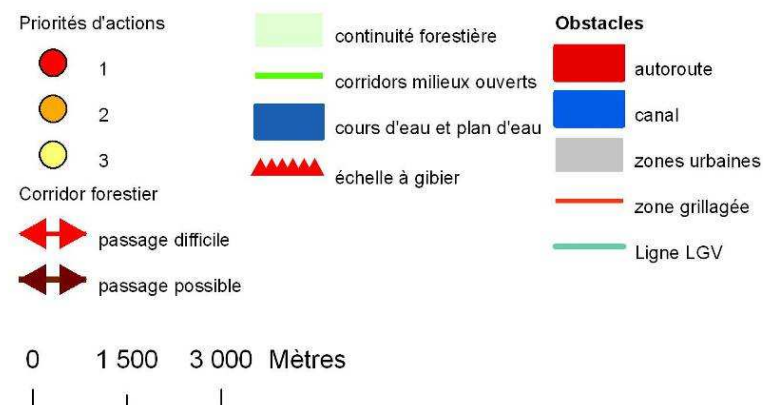 Priorités d'actions
1
2
3
Corridor forestier
passage difficile
passage possible
continuité forestière
corridors milieux ouverts
cours d'eau et plan d'eau
échelle à gibier
Obstacles
autoroute
canal
zones urbaines
zone grillagée
Ligne LGV
0 1 500 3 000 Mètres